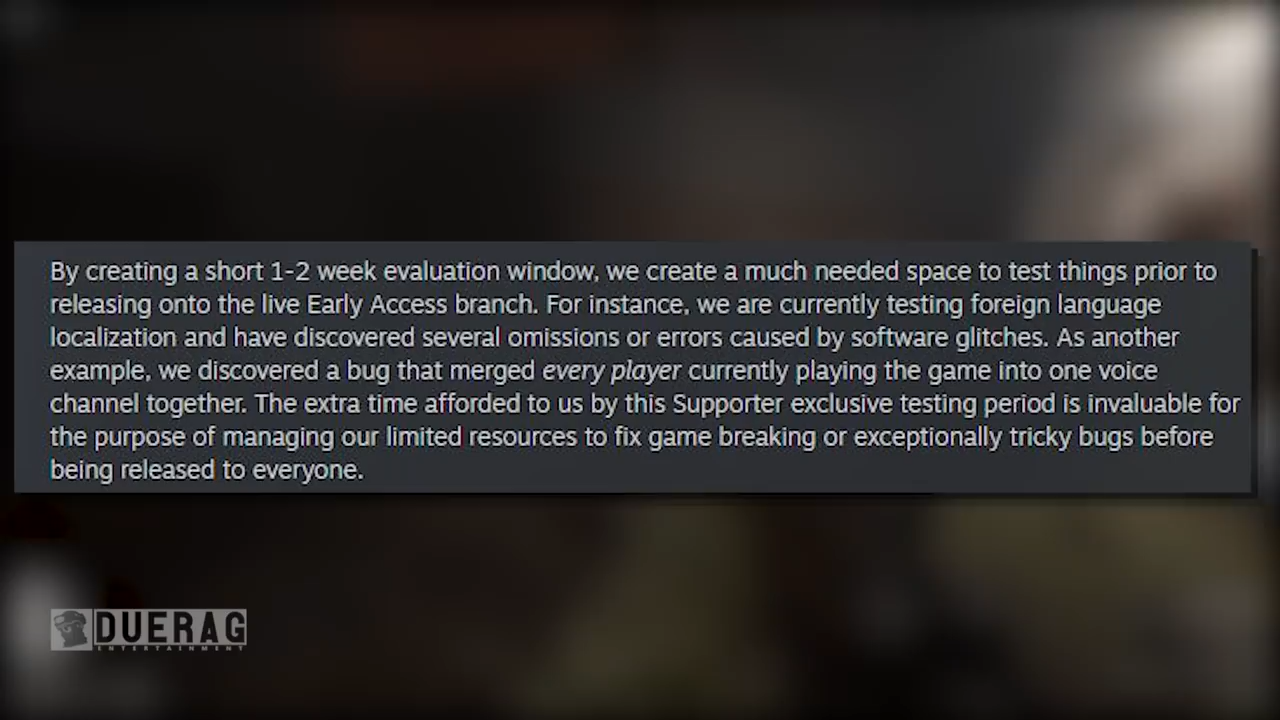 By creating a short 1-2 week evaluation window, we create a much needed space to test things prior to
releasing onto the live Early Access branch. For instance, we are currently testing foreign language
localization and have discovered several omissions or errors caused by software glitches. As another
example, we discovered a bug that merged every player currently playing the game into one voice
channel together. The extra time afforded to us by this Supporter exclusive testing period is invaluable for
the purpose of managing our limited resources to fix game breaking or exceptionally tricky bugs before
being released to everyone.
DUERAG
ENTERTAINMENT